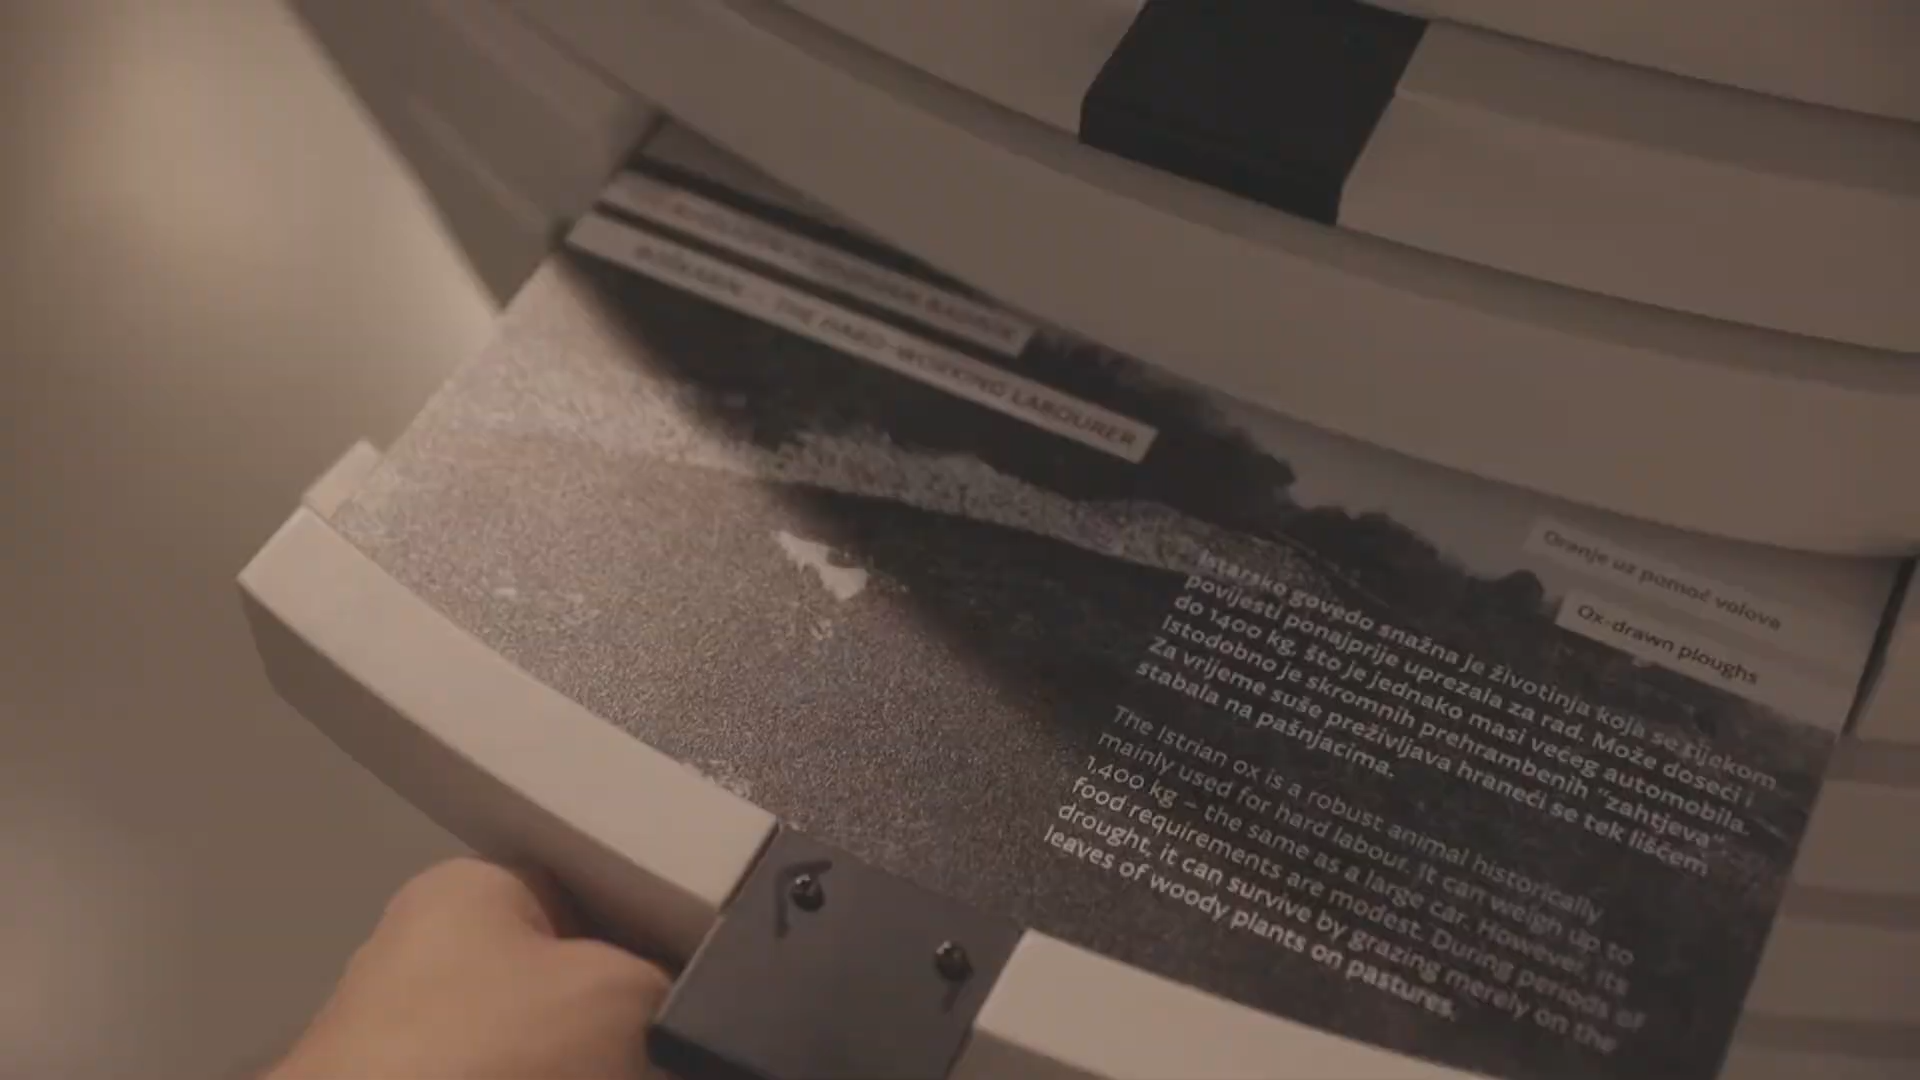 BOŠKARIN – THE HARD-WORKING LABOURER
Oranje uz pomoć volova
Ox-drawn ploughs
Istarsko govedo snažna je životinja koja se tijekom
povijesti ponajprije uprezala za rad. Može doseći i
do 1400 kg, što je jednako masi većeg automobila.
Istodobno je skromnih prehrambenih “zahtjeva”.
Za vrijeme suše preživljava hraneći se tek lišćem
stabala na pašnjacima.
The Istrian ox is a robust animal historically
mainly used for hard labour. It can weigh up to
1,400 kg – the same as a large car. However, its
food requirements are modest. During periods of
drought, it can survive by grazing merely on the
leaves of woody plants on pastures.